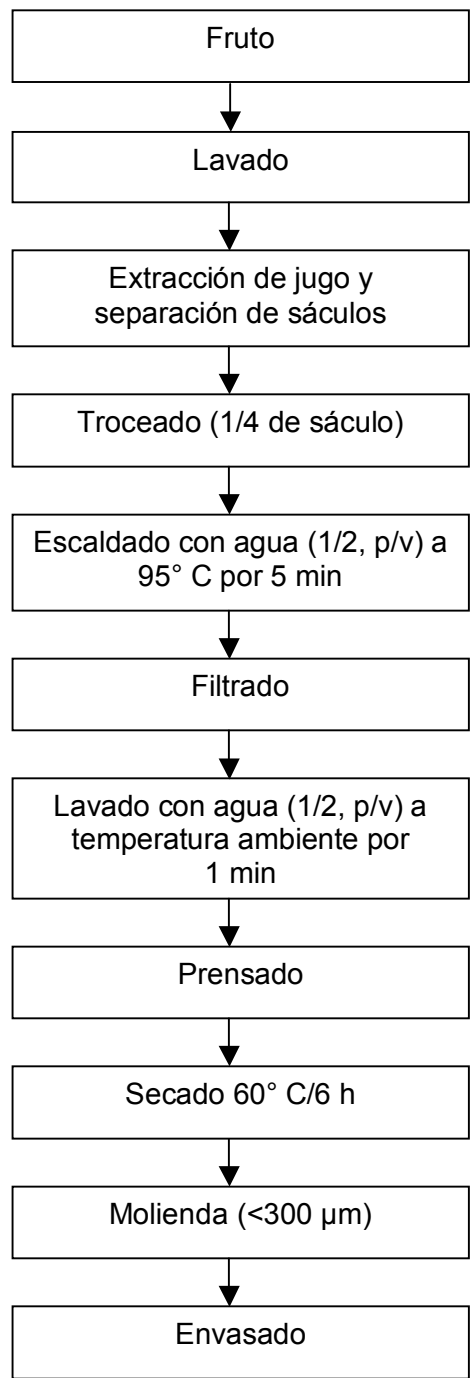 Fruto
Lavado
Extracción de jugo y
separación de sáculos
Troceado (1/4 de sáculo)
Escaldado con agua (1/2, p/v) a
95° C por 5 min
Filtrado
Lavado con agua (1/2, p/v) a
temperatura ambiente por
1 min
Prensado
Secado 60° C/6 h
Molienda (<300 µm)
Envasado